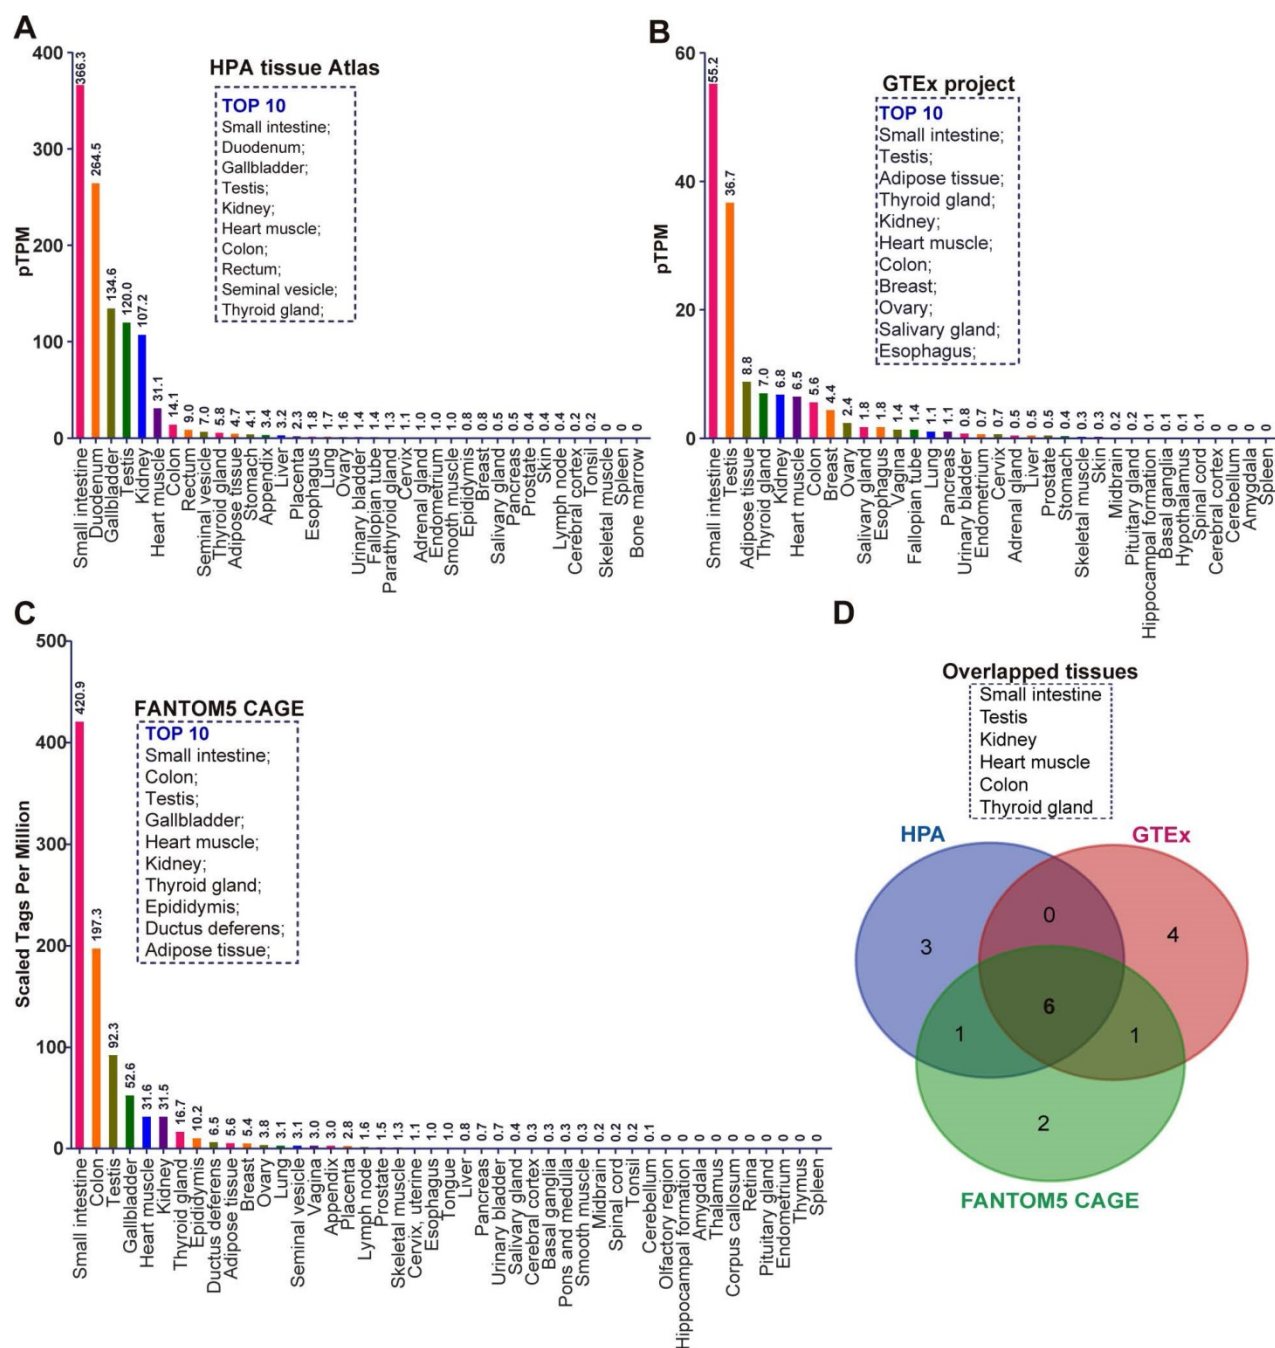 A
400
300
200
100
0
pTPM
HPA tissue Atlas
TOP 10
Small intestine;
Duodenum;
Gallbladder;
Testis;
Kidney;
Heart muscle;
Colon;
Rectum;
Seminal vesicle;
Thyroid gland;
366.3
264.5
134.6
120.0
107.2
31.1
14.1
9.0
7.0
5.8
4.7
4.1
3.4
3.2
2.3
1.8
1.7
1.6
1.4
1.4
1.3
1.1
1.0
1.0
1.0
0.8
0.8
0.5
0.5
0.4
0.4
0.4
0.2
0.2
0
0
0
Small intestine
Duodenum
Gallbladder
Testis
Kidney
Heart muscle
Colon
Rectum
Seminal vesicle
Thyroid gland
Adipose tissue
Stomach
Appendix
Liver
Placenta
Esophagus
Lung
Ovary
Urinary bladder
Fallopian tube
Parathyroid gland
Cervix
Adrenal gland
Endometrium
Smooth muscle
Epididymis
Breast
Salivary gland
Pancreas
Prostate
Skin
Lymph node
Cerebral cortex
Tonsil
Skeletal muscle
Spleen
Bone marrow
B
60
40
20
0
pTPM
GTEx project
TOP 10
Small intestine;
Testis;
Adipose tissue;
Thyroid gland;
Kidney;
Heart muscle;
Colon;
Breast;
Ovary;
Salivary gland;
Esophagus;
55.2
36.7
8.8
7.0
6.8
6.5
5.6
4.4
2.4
1.8
1.8
1.4
1.4
1.1
1.1
0.8
0.7
0.7
0.5
0.5
0.5
0.4
0.3
0.3
0.2
0.2
0.1
0.1
0.1
0.1
0
0
0
0
Small intestine
Testis
Adipose tissue
Thyroid gland
Kidney
Heart muscle
Colon
Breast
Ovary
Salivary gland
Esophagus
Vagina
Fallopian tube
Lung
Pancreas
Urinary bladder
Endometrium
Cervix
Adrenal gland
Liver
Prostate
Stomach
Skeletal muscle
Skin
Midbrain
Pituitary gland
Hippocampal formation
Basal ganglia
Hypothalamus
Spinal cord
Cerebral cortex
Cerebellum
Amygdala
Spleen
C
500
400
300
200
100
0
Scaled Tags Per Million
FANTOM5 CAGE
TOP 10
Small intestine;
Colon;
Testis;
Gallbladder;
Heart muscle;
Kidney;
Thyroid gland;
Epididymis;
Ductus deferens;
Adipose tissue;
420.9
197.3
92.3
52.6
31.6
31.5
16.7
10.2
6.5
5.6
5.4
3.8
3.1
3.1
3.0
3.0
2.8
1.6
1.5
1.3
1.1
1.0
1.0
0.8
0.7
0.7
0.4
0.3
0.3
0.3
0.3
0.2
0.2
0.2
0.1
0
0
0
0
0
0
0
0
0
0
Small intestine
Colon
Testis
Gallbladder
Heart muscle
Kidney
Thyroid gland
Epididymis
Ductus deferens
Adipose tissue
Breast
Ovary
Lung
Seminal vesicle
Vagina
Appendix
Placenta
Lymph node
Prostate
Skeletal muscle
Cervix, uterine
Esophagus
Tongue
Liver
Pancreas
Urinary bladder
Salivary gland
Cerebral cortex
Basal ganglia
Pons and medulla
Smooth muscle
Midbrain
Spinal cord
Tonsil
Cerebellum
Olfactory region
Hippocampal formation
Amygdala
Thalamus
Corpus callosum
Retina
Pituitary gland
Endometrium
Thymus
Spleen
D
Overlapped tissues
Small intestine
Testis
Kidney
Heart muscle
Colon
Thyroid gland
HPA
GTEx
0
3
4
6
1
1
2
FANTOM5 CAGE